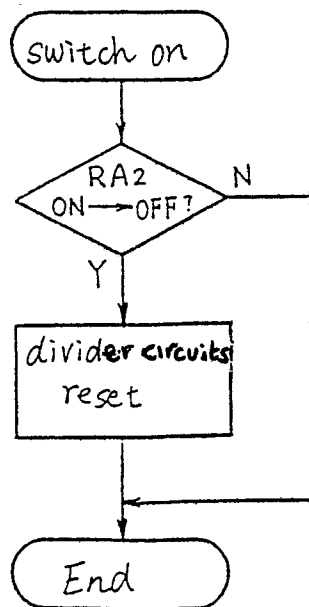 switch on
RA2
ON → OFF?
N
Y
divider circuits
reset
End